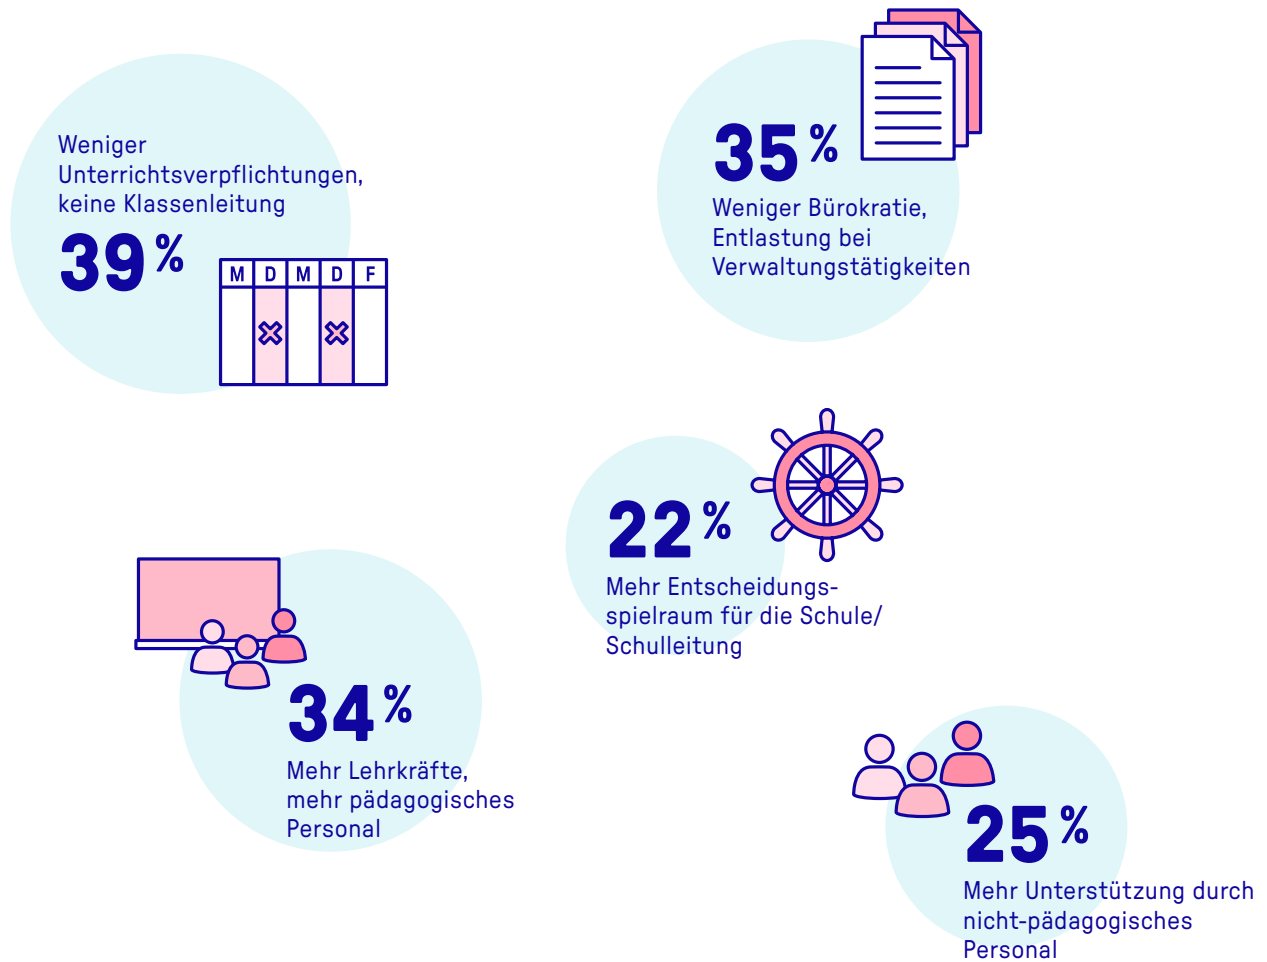 Weniger
Unterrichtsverpflichtungen,
keine Klassenleitung
39 %
M D M D F
35 %
Weniger Bürokratie,
Entlastung bei
Verwaltungstätigkeiten
22 %
Mehr Entscheidungs-
spielraum für die Schule/
Schulleitung
34 %
Mehr Lehrkräfte,
mehr pädagogisches
Personal
25 %
Mehr Unterstützung durch
nicht-pädagogisches
Personal